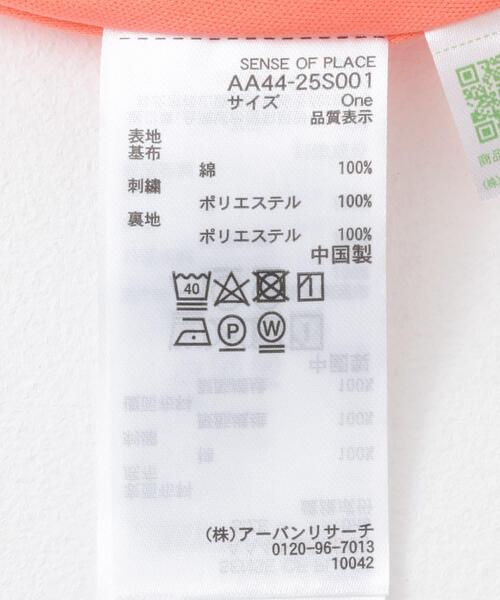 SENSE OF PLACE
AA44-25S001
サイズ One
品質表示
表地
基布
綿 100%
刺繍
ポリエステル 100%
裏地
ポリエステル 100%
中国製
40
P W
(株)アーバンリサーチ
0120-96-7013
10042